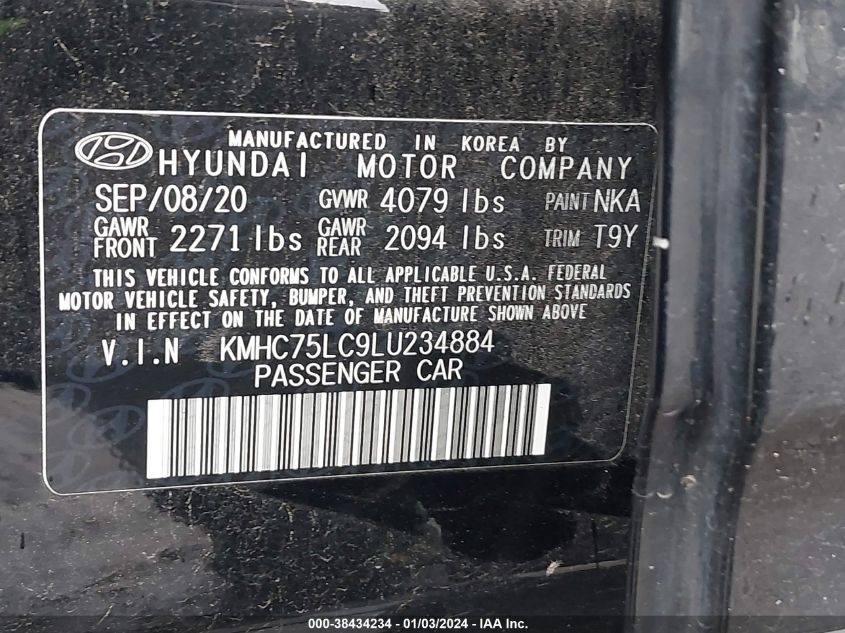 MANUFACTURED IN KOREA BY
HYUNDAI MOTOR COMPANY
SEP/08/20 GVWR 4079 lbs PAINT NKA
GAWR FRONT 2271 lbs GAWR REAR 2094 lbs TRIM T9Y
THIS VEHICLE CONFORMS TO ALL APPLICABLE U.S.A. FEDERAL
MOTOR VEHICLE SAFETY, BUMPER, AND THEFT PREVENTION STANDARDS
IN EFFECT ON THE DATE OF MANUFACTURE SHOWN ABOVE
V.I.N KMHC75LC9LU234884
PASSENGER CAR
000-38434234 - 01/03/2024 - IAA Inc.